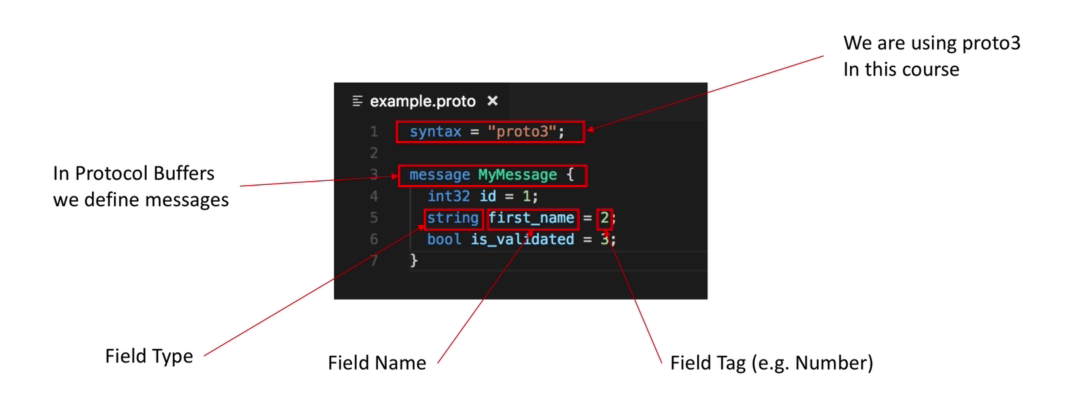 We are using proto3
In this course
example.proto ×
1 syntax = "proto3";
2
3 message MyMessage {
4 int32 id = 1;
5 string first_name = 2;
6 bool is_validated = 3;
7 }
In Protocol Buffers
we define messages
Field Type
Field Name
Field Tag (e.g. Number)